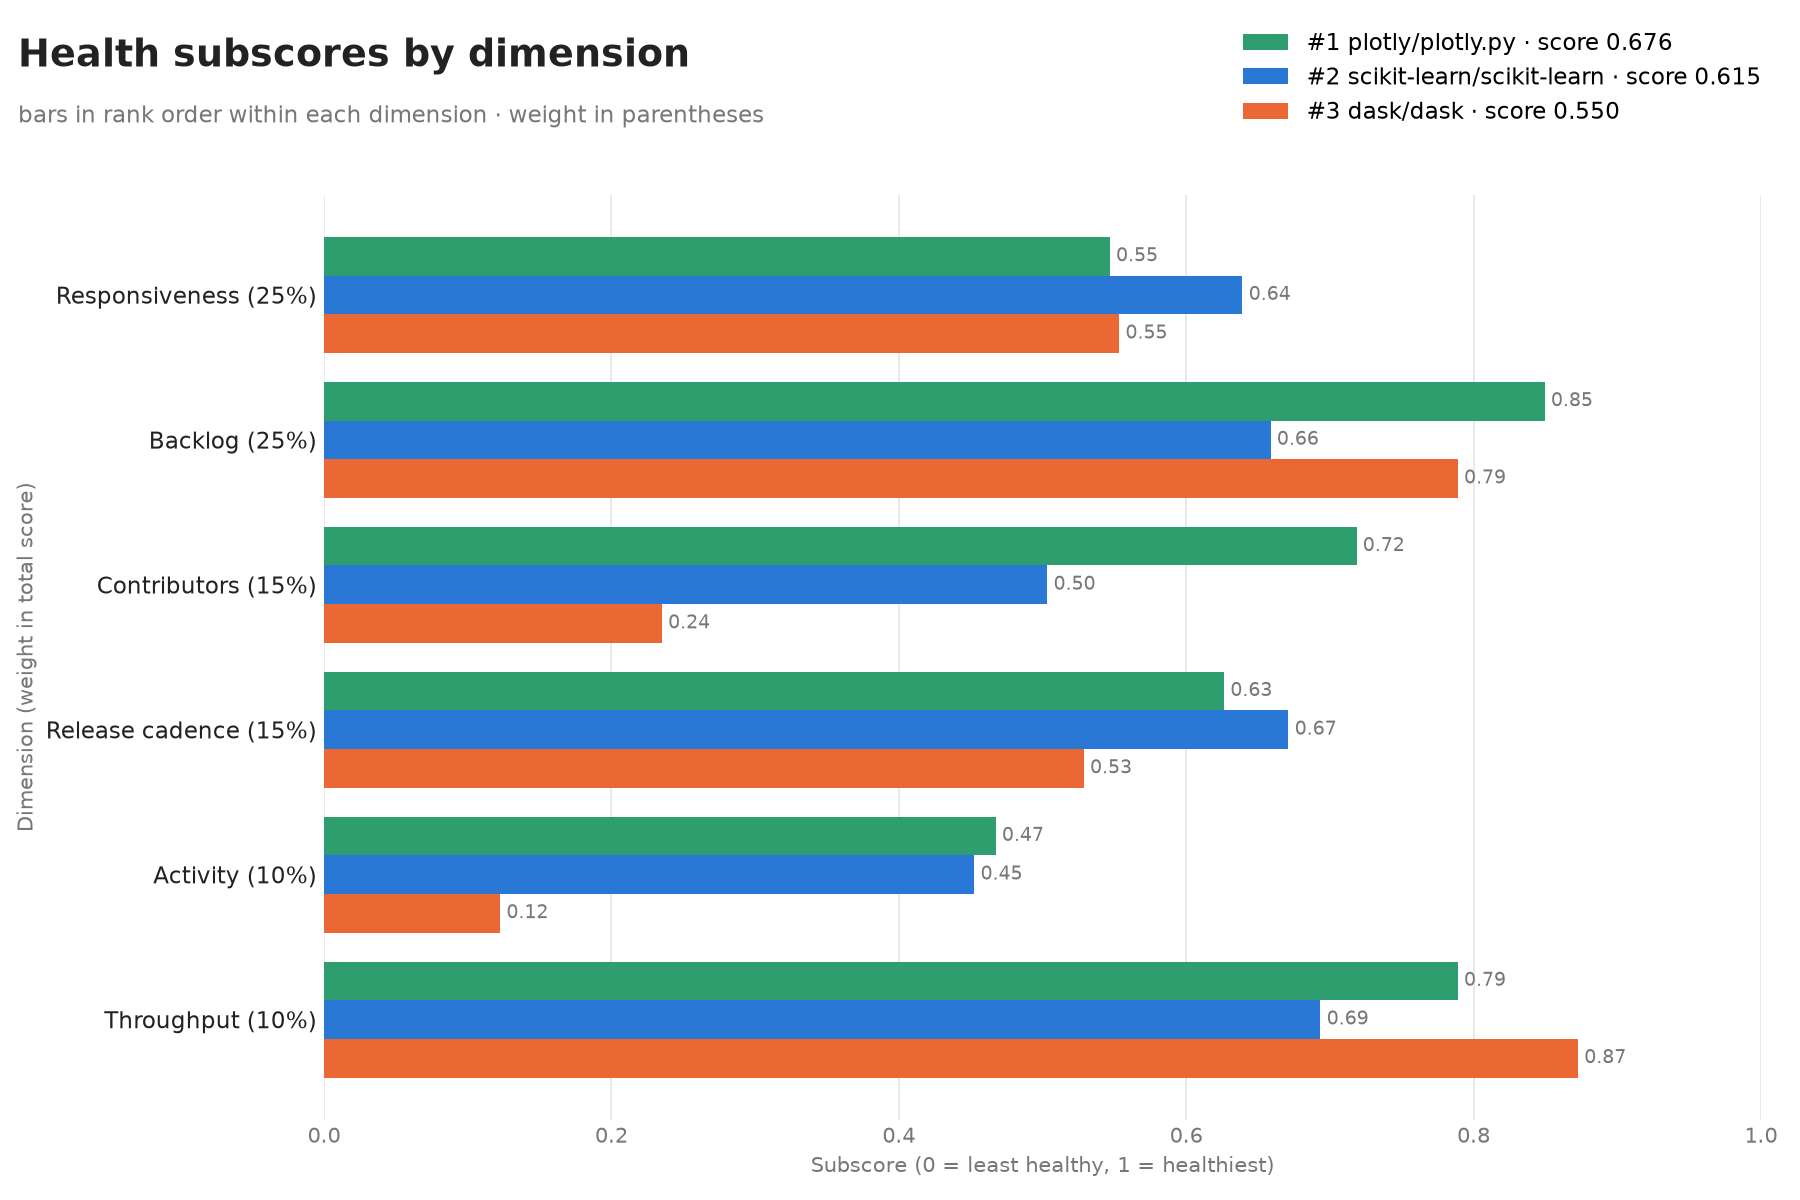 Health subscores by dimension
bars in rank order within each dimension · weight in parentheses
#1 plotly/plotly.py · score 0.676
#2 scikit-learn/scikit-learn · score 0.615
#3 dask/dask · score 0.550
Dimension (weight in total score)
Responsiveness (25%)
0.55
0.64
0.55
Backlog (25%)
0.85
0.66
0.79
Contributors (15%)
0.72
0.50
0.24
Release cadence (15%)
0.63
0.67
0.53
Activity (10%)
0.47
0.45
0.12
Throughput (10%)
0.79
0.69
0.87
0.0 0.2 0.4 0.6 0.8 1.0
Subscore (0 = least healthy, 1 = healthiest)